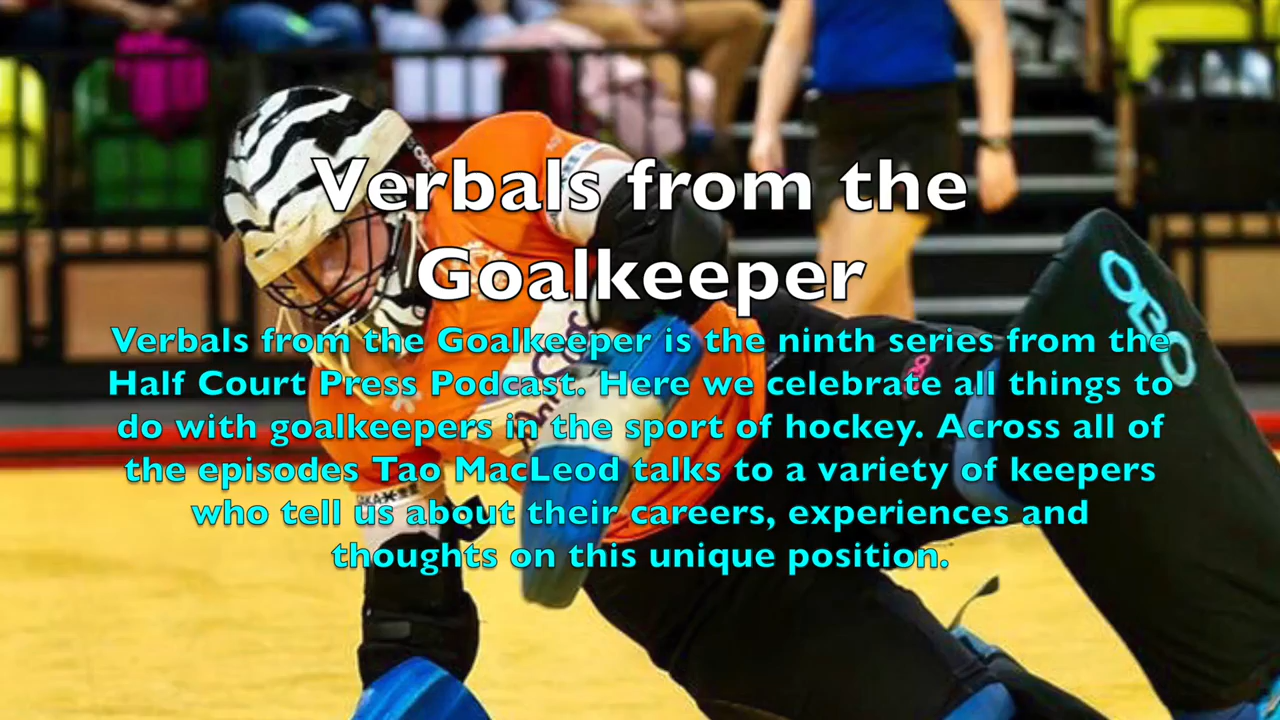 Verbals from the
Goalkeeper
Verbals from the Goalkeeper is the ninth series from the
Half Court Press Podcast. Here we celebrate all things to
do with goalkeepers in the sport of hockey. Across all of
the episodes Tao MacLeod talks to a variety of keepers
who tell us about their careers, experiences and
thoughts on this unique position.
OBO